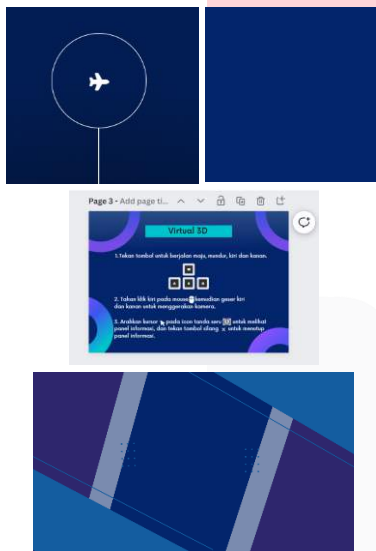 Page 3 - Add page ti...
Virtual 3D
1.Tekan tombol untuk berjalan maju, mundur, kiri dan kanan.
2. Tekan klik kiri pada mouse kemudian geser kiri
dan kanan untuk menggerakan kamera.
3. Arahkan kursor pada icon tanda seru untuk melihat
panel informasi, dan tekan tombol silang x untuk menutup
panel informasi.